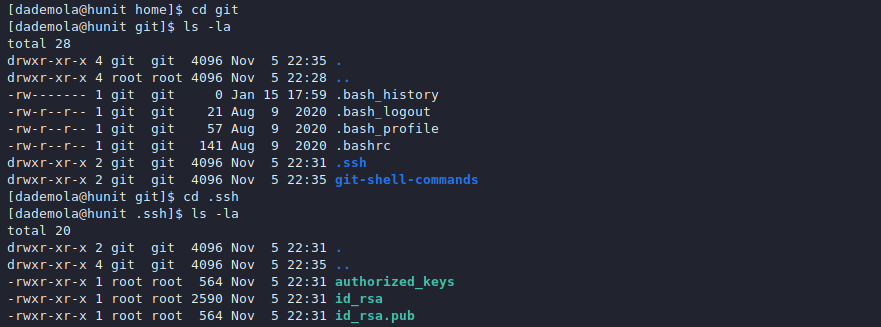 [dademola@hunit home]$ cd git
[dademola@hunit git]$ ls -la
total 28
drwxr-xr-x 4 git  git  4096 Nov  5 22:35 .
drwxr-xr-x 4 root root 4096 Nov  5 22:28 ..
-rw------- 1 git  git     0 Jan 15 17:59 .bash_history
-rw-r--r-- 1 git  git    21 Aug  9  2020 .bash_logout
-rw-r--r-- 1 git  git    57 Aug  9  2020 .bash_profile
-rw-r--r-- 1 git  git   141 Aug  9  2020 .bashrc
drwxr-xr-x 2 git  git  4096 Nov  5 22:31 .ssh
drwxr-xr-x 2 git  git  4096 Nov  5 22:35 git-shell-commands
[dademola@hunit git]$ cd .ssh
[dademola@hunit .ssh]$ ls -la
total 20
drwxr-xr-x 2 git  git  4096 Nov  5 22:31 .
drwxr-xr-x 4 git  git  4096 Nov  5 22:35 ..
-rwxr-xr-x 1 root root  564 Nov  5 22:31 authorized_keys
-rwxr-xr-x 1 root root 2590 Nov  5 22:31 id_rsa
-rwxr-xr-x 1 root root  564 Nov  5 22:31 id_rsa.pub